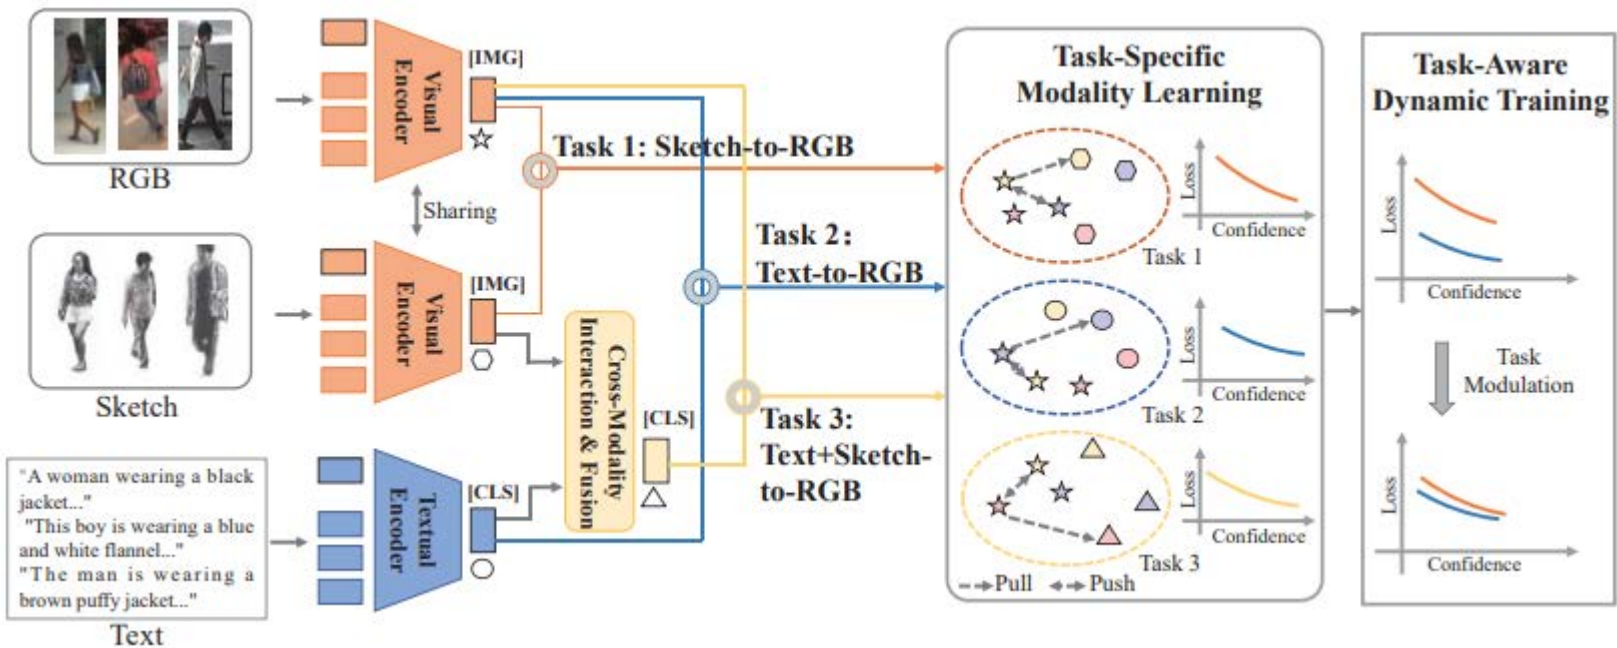 RGB
Visual
Encoder
[IMG]
Sharing
Sketch
Visual
Encoder
[IMG]
"A woman wearing a black
jacket..."
"This boy is wearing a blue
and white flannel..."
"The man is wearing a
brown puffy jacket..."
Text
Textual
Encoder
[CLS]
Cross-Modality
Interaction & Fusion
[CLS]
Task 1: Sketch-to-RGB
Task 2:
Text-to-RGB
Task 3:
Text+Sketch-
to-RGB
Task-Specific
Modality Learning
Loss
Confidence
Task 1
Loss
Confidence
Task 2
Loss
Confidence
Task 3
Pull
Push
Task-Aware
Dynamic Training
Loss
Confidence
Task
Modulation
Loss
Confidence